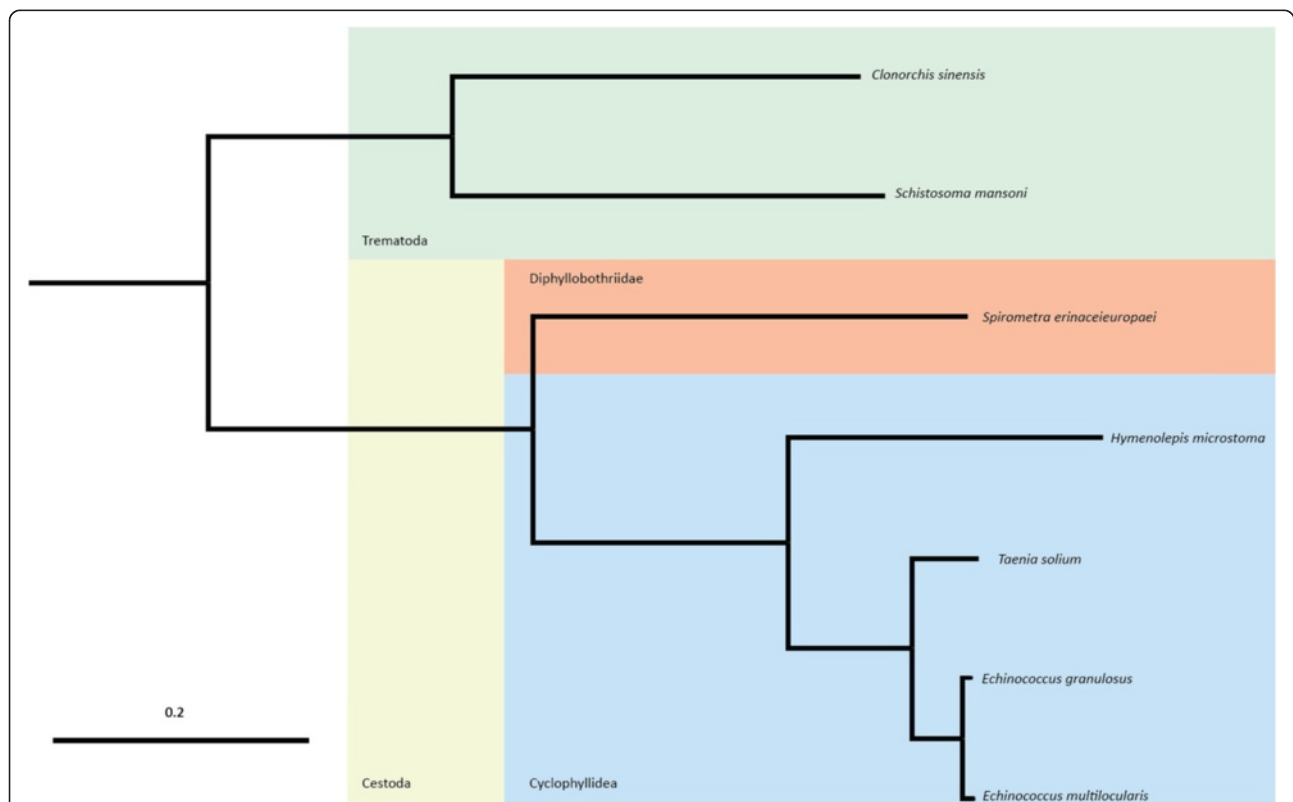 Clonorchis sinensis
Schistosoma mansoni
Trematoda
Diphyllobothriidae
Spirometra erinaceieuropaei
Hymenolepis microstoma
Taenia solium
Echinococcus granulosus
0.2
Cestoda
Cyclophyllidea
Echinococcus multilocularis